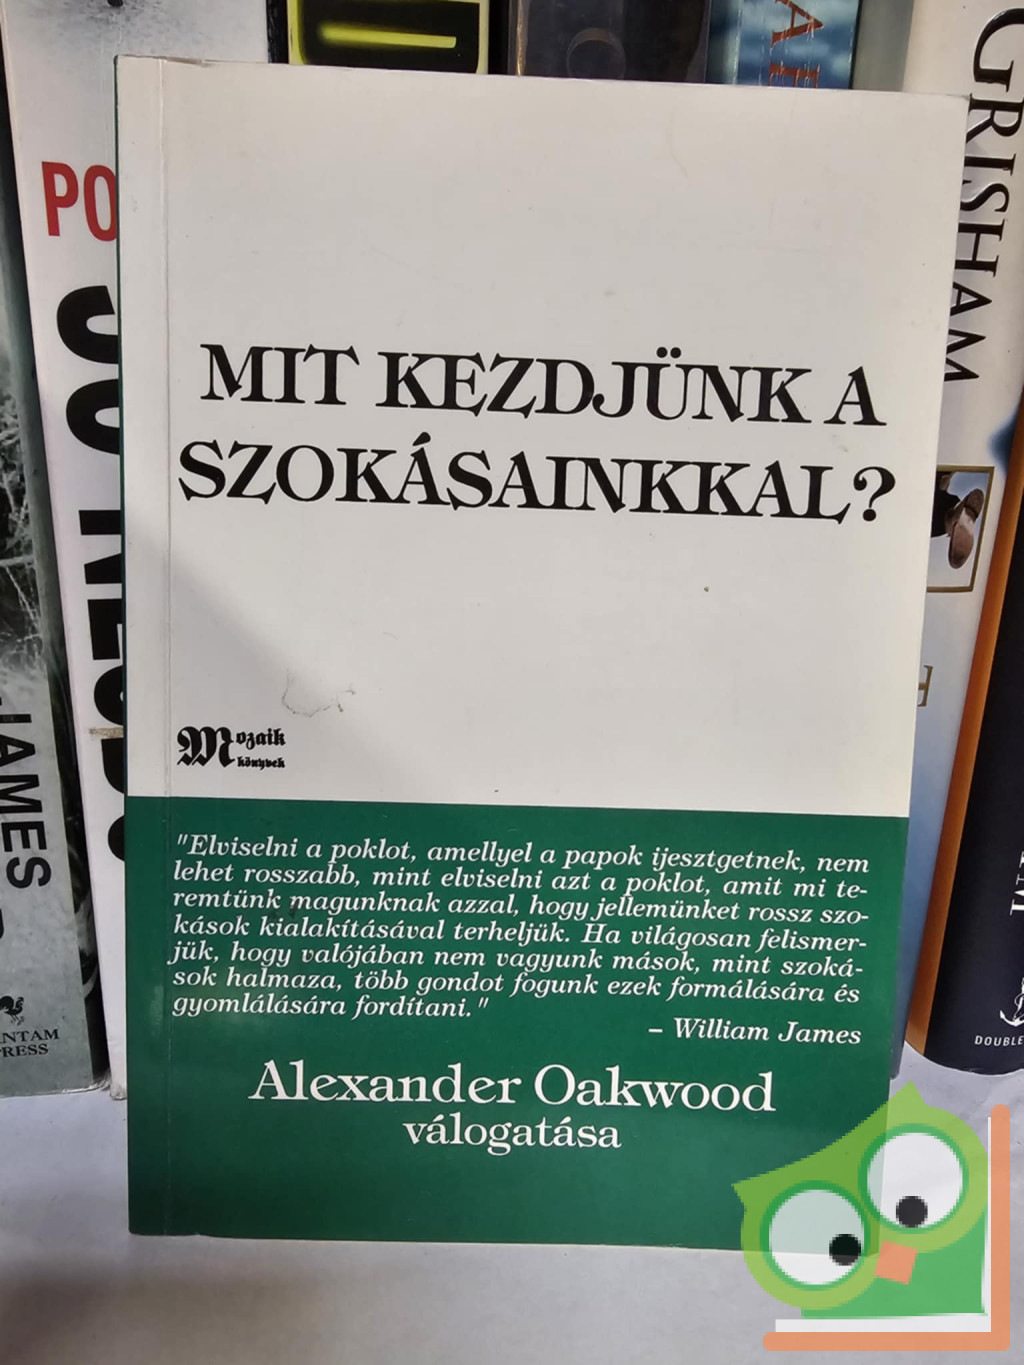 MIT KEZDJÜNK A
SZOKÁSAINKKAL?
Mozaik
könyvek
"Elviselni a poklot, amellyel a papok ijesztgetnek, nem
lehet rosszabb, mint elviselni azt a poklot, amit mi te-
remtünk magunknak azzal, hogy jellemünket rossz szo-
kások kialakításával terheljük. Ha világosan felismer-
jük, hogy valójában nem vagyunk mások, mint szoká-
sok halmaza, több gondot fogunk ezek formálására és
gyomlálására fordítani."
– William James
Alexander Oakwood
válogatása
GRISHAM
PO
JAMES